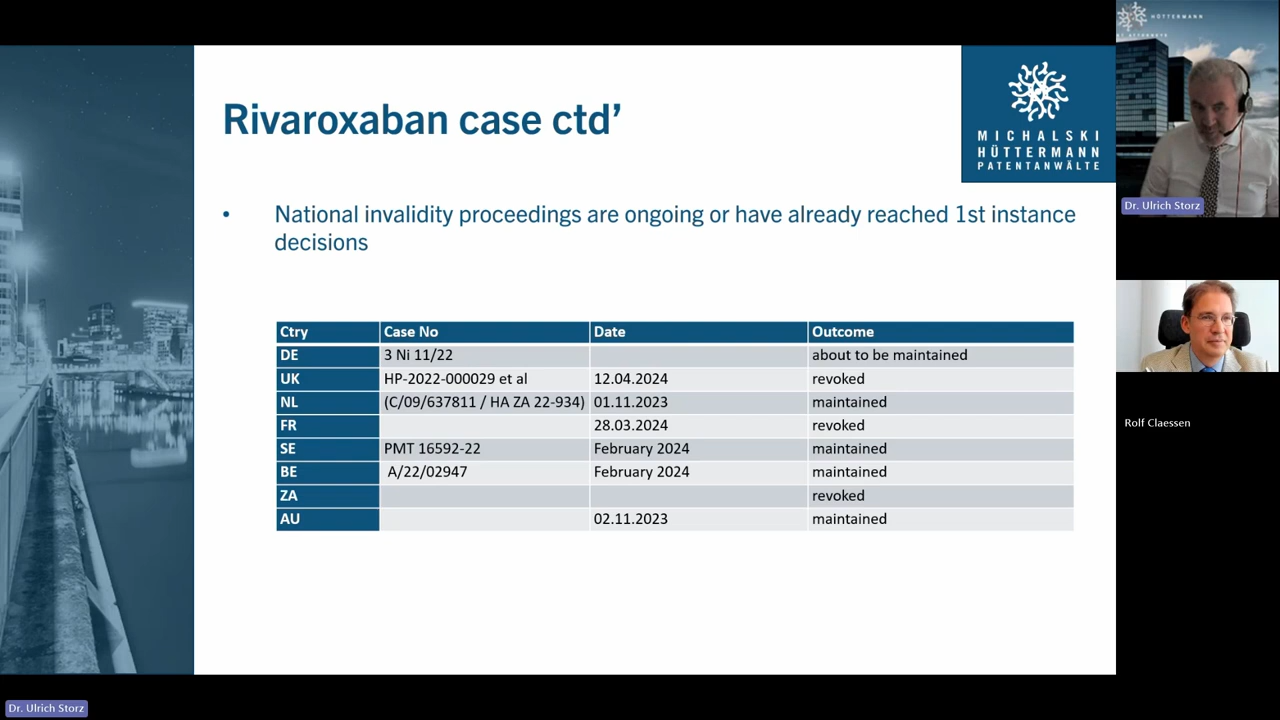 Rivaroxaban case ctd’
MICHALSKI
HÜTTERMANN
PATENTANWÄLTE
• National invalidity proceedings are ongoing or have already reached 1st instance
decisions
Ctry Case No Date Outcome
DE 3 Ni 11/22 about to be maintained
UK HP-2022-000029 et al 12.04.2024 revoked
NL (C/09/637811 / HA ZA 22-934) 01.11.2023 maintained
FR 28.03.2024 revoked
SE PMT 16592-22 February 2024 maintained
BE A/22/02947 February 2024 maintained
ZA revoked
AU 02.11.2023 maintained
HÜTTERMANN
Dr. Ulrich Storz
Rolf Claessen
Dr. Ulrich Storz